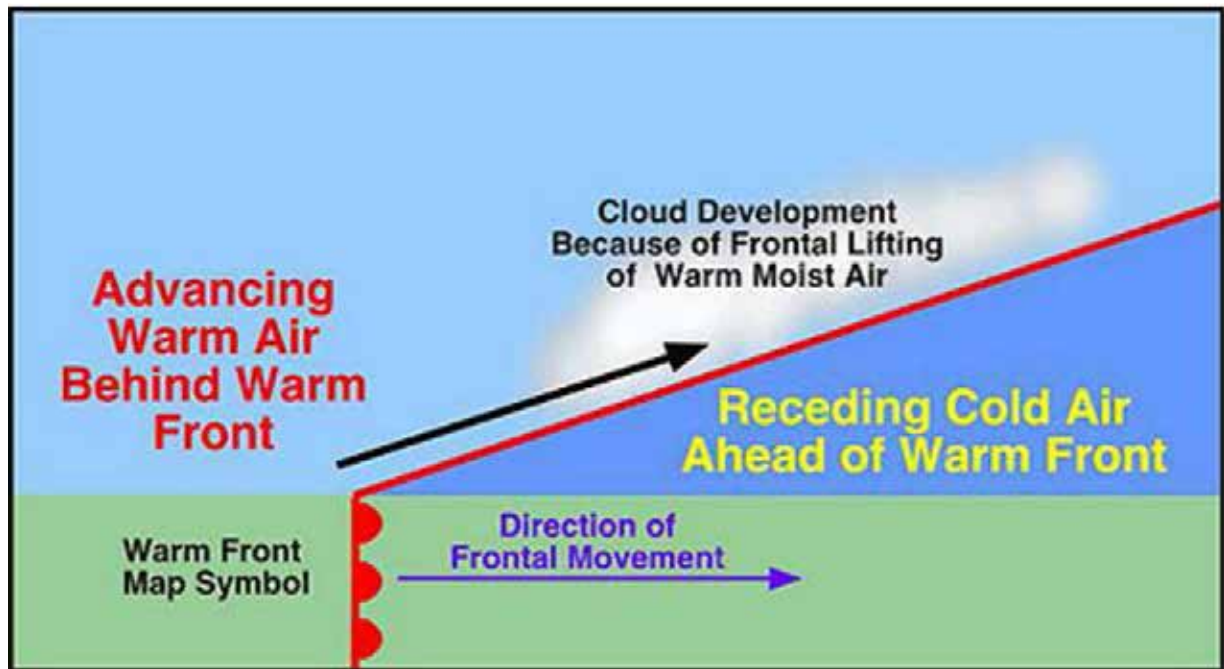 Cloud Development
Because of Frontal Lifting
of Warm Moist Air
Advancing
Warm Air
Behind Warm
Front
Receding Cold Air
Ahead of Warm Front
Warm Front
Map Symbol
Direction of
Frontal Movement